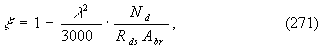 ξ = 1 − λ²/3000 · N_d/(R_ds A_br) , (271)